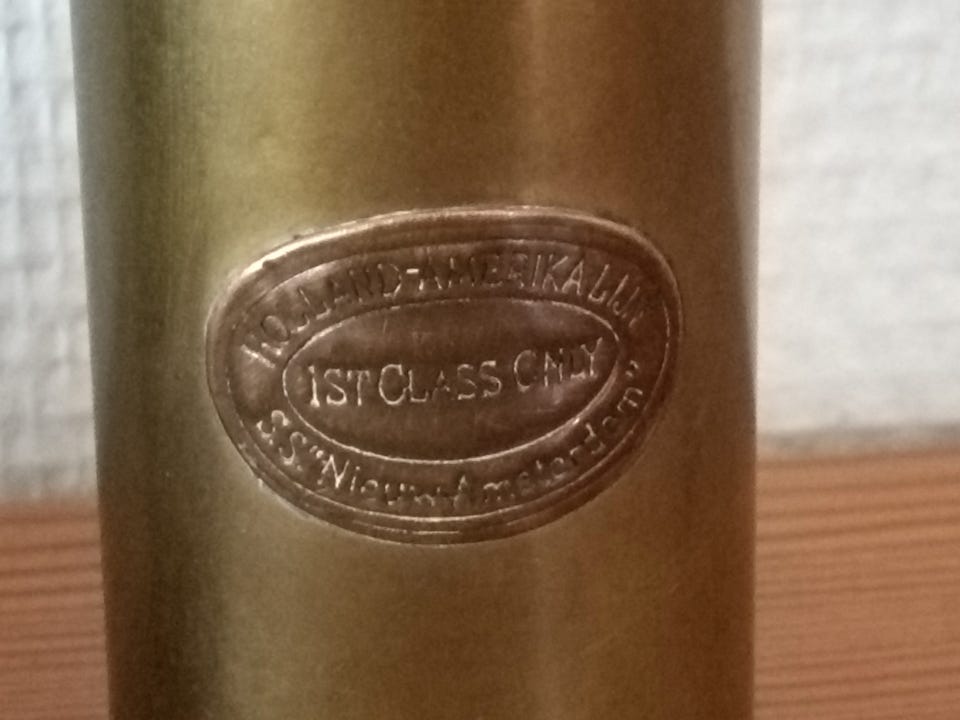 HOLLAND-AMERIKA LIJN
1ST CLASS ONLY
S.S. "Nieuw-Amsterdam"